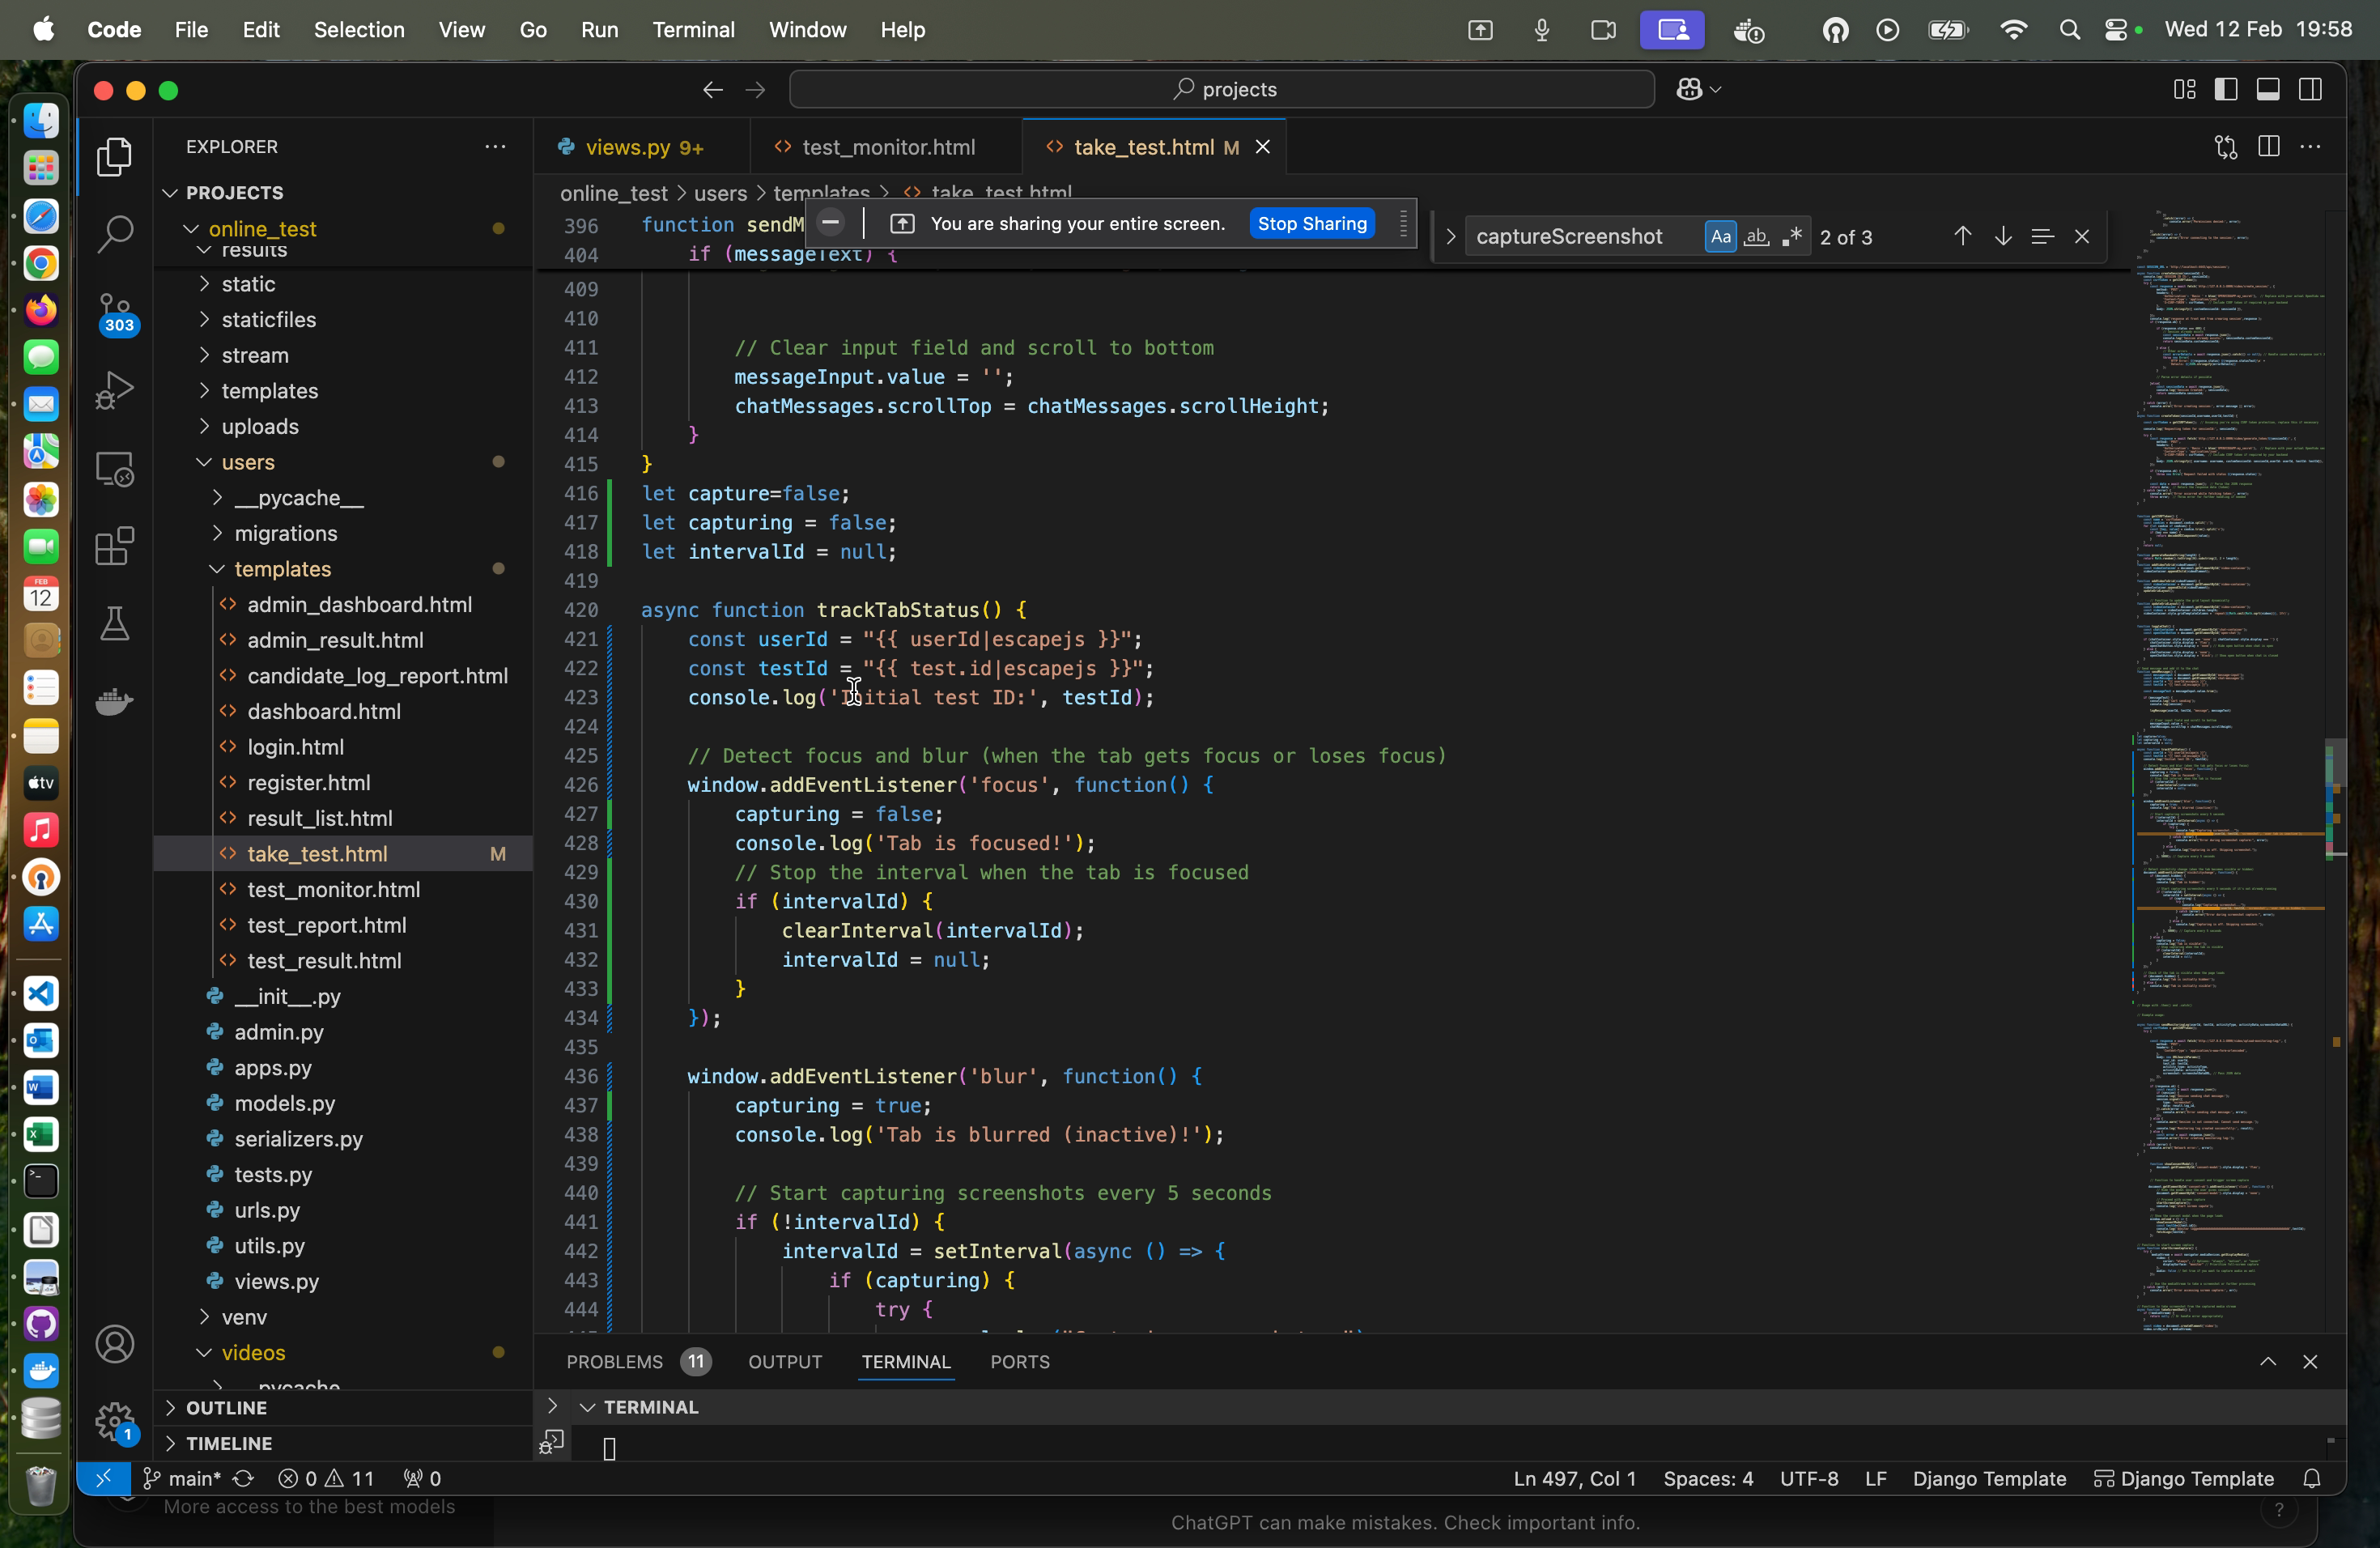 Code File Edit Selection View Go Run Terminal Window Help Wed 12 Feb 19:58
projects
EXPLORER
PROJECTS
online_test
results
static
staticfiles
stream
templates
uploads
users
__pycache__
migrations
templates
admin_dashboard.html
admin_result.html
candidate_log_report.html
dashboard.html
login.html
register.html
result_list.html
take_test.html M
test_monitor.html
test_report.html
test_result.html
__init__.py
admin.py
apps.py
models.py
serializers.py
tests.py
urls.py
utils.py
views.py
venv
videos
pycache
OUTLINE
TIMELINE
303
1
FEB
12
tv
views.py 9+ test_monitor.html take_test.html M
online_test > users > templates > take_test.html
You are sharing your entire screen. Stop Sharing
captureScreenshot Aa ab 2 of 3
396 function sendM
404 if (messageText) {
409
410
411 // Clear input field and scroll to bottom
412 messageInput.value = '';
413 chatMessages.scrollTop = chatMessages.scrollHeight;
414 }
415 }
416 let capture=false;
417 let capturing = false;
418 let intervalId = null;
419
420 async function trackTabStatus() {
421 const userId = "{{ userId|escapejs }}";
422 const testId = "{{ test.id|escapejs }}";
423 console.log('Initial test ID:', testId);
424
425 // Detect focus and blur (when the tab gets focus or loses focus)
426 window.addEventListener('focus', function() {
427 capturing = false;
428 console.log('Tab is focused!');
429 // Stop the interval when the tab is focused
430 if (intervalId) {
431 clearInterval(intervalId);
432 intervalId = null;
433 }
434 });
435
436 window.addEventListener('blur', function() {
437 capturing = true;
438 console.log('Tab is blurred (inactive)!');
439
440 // Start capturing screenshots every 5 seconds
441 if (!intervalId) {
442 intervalId = setInterval(async () => {
443 if (capturing) {
444 try {
PROBLEMS 11 OUTPUT TERMINAL PORTS
TERMINAL
main* 0 11 0 Ln 497, Col 1 Spaces: 4 UTF-8 LF Django Template Django Template
More access to the best models
ChatGPT can make mistakes. Check important info.
?